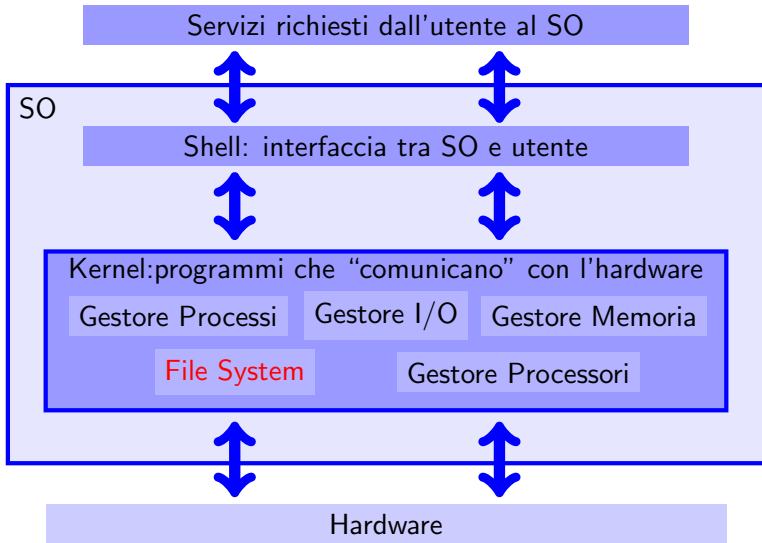 Servizi richiesti dall'utente al SO
SO
Shell: interfaccia tra SO e utente
Kernel:programmi che “comunicano” con l'hardware
Gestore Processi
Gestore I/O
Gestore Memoria
File System
Gestore Processori
Hardware